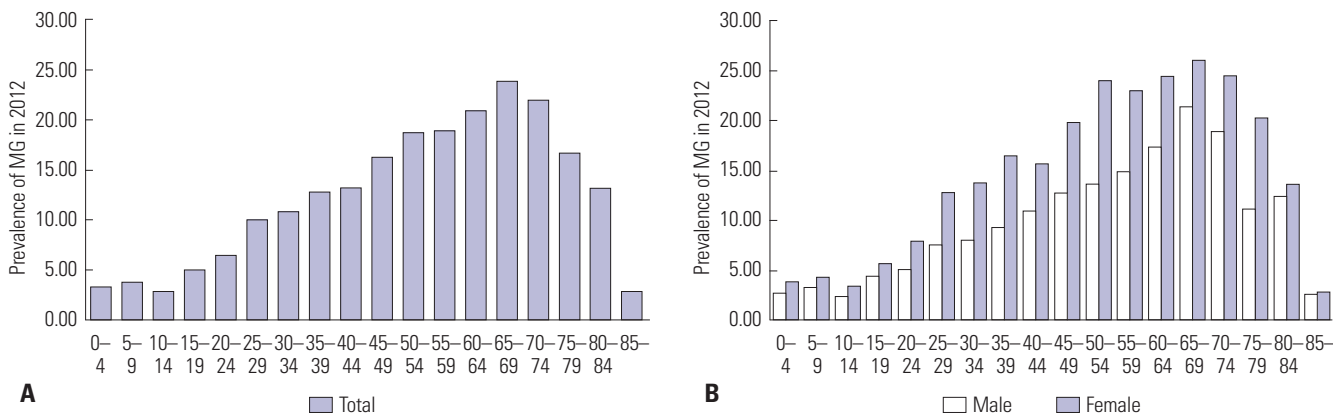 30.00
25.00
20.00
15.00
10.00
5.00
0.00
Prevalence of MG in 2012
0– 5– 10– 15– 20– 25– 30– 35– 40– 45– 50– 55– 60– 65– 70– 75– 80– 85–
4 9 14 19 24 29 34 39 44 49 54 59 64 69 74 79 84
A
Total
30.00
25.00
20.00
15.00
10.00
5.00
0.00
Prevalence of MG in 2012
0– 5– 10– 15– 20– 25– 30– 35– 40– 45– 50– 55– 60– 65– 70– 75– 80– 85–
4 9 14 19 24 29 34 39 44 49 54 59 64 69 74 79 84
B
Male Female